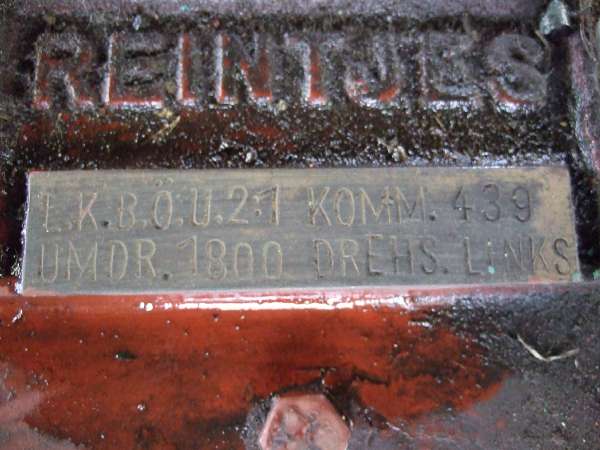 REINTJES
L.K.B.Ö.U.2:1 KOMM. 439
UMDR. 1800 DREHS. LINKS